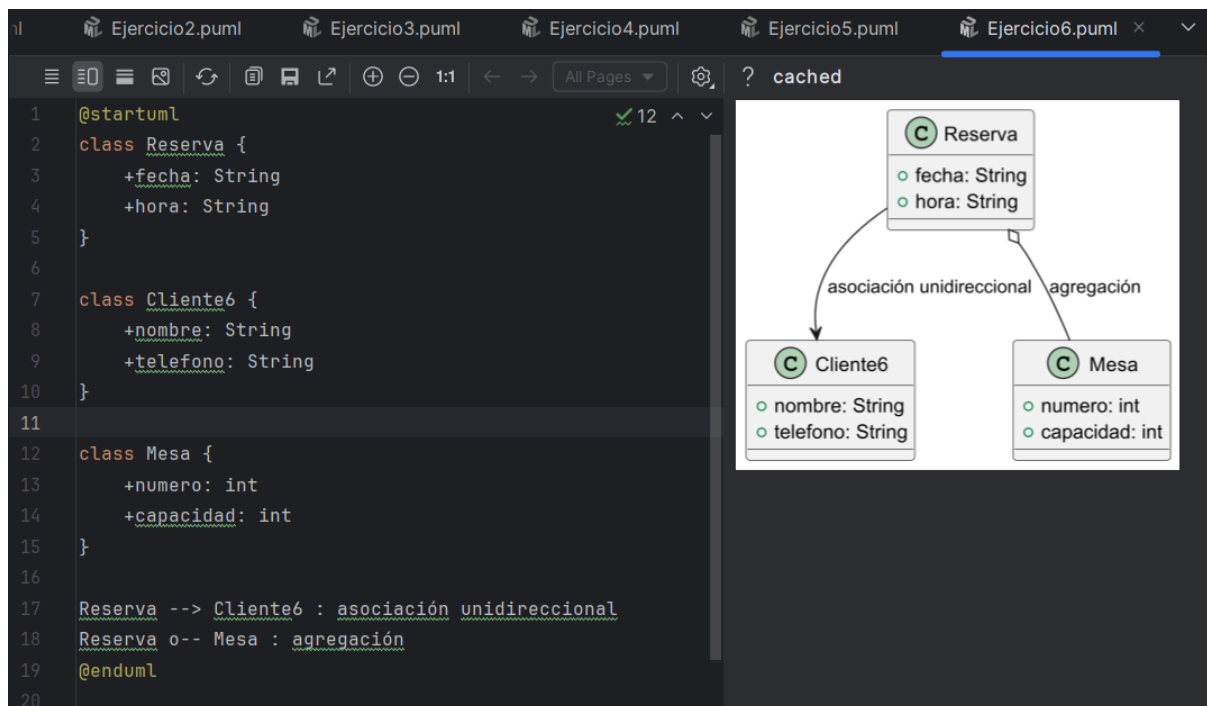 Ejercicio2.puml
Ejercicio3.puml
Ejercicio4.puml
Ejercicio5.puml
Ejercicio6.puml
1:1
All Pages
? cached
12
1 @startuml
2 class Reserva {
3 +fecha: String
4 +hora: String
5 }
6
7 class Cliente6 {
8 +nombre: String
9 +telefono: String
10 }
11
12 class Mesa {
13 +numero: int
14 +capacidad: int
15 }
16
17 Reserva --> Cliente6 : asociación unidireccional
18 Reserva o-- Mesa : agregación
19 @enduml
20
C Reserva
fecha: String
hora: String
asociación unidireccional
agregación
C Cliente6
nombre: String
telefono: String
C Mesa
numero: int
capacidad: int